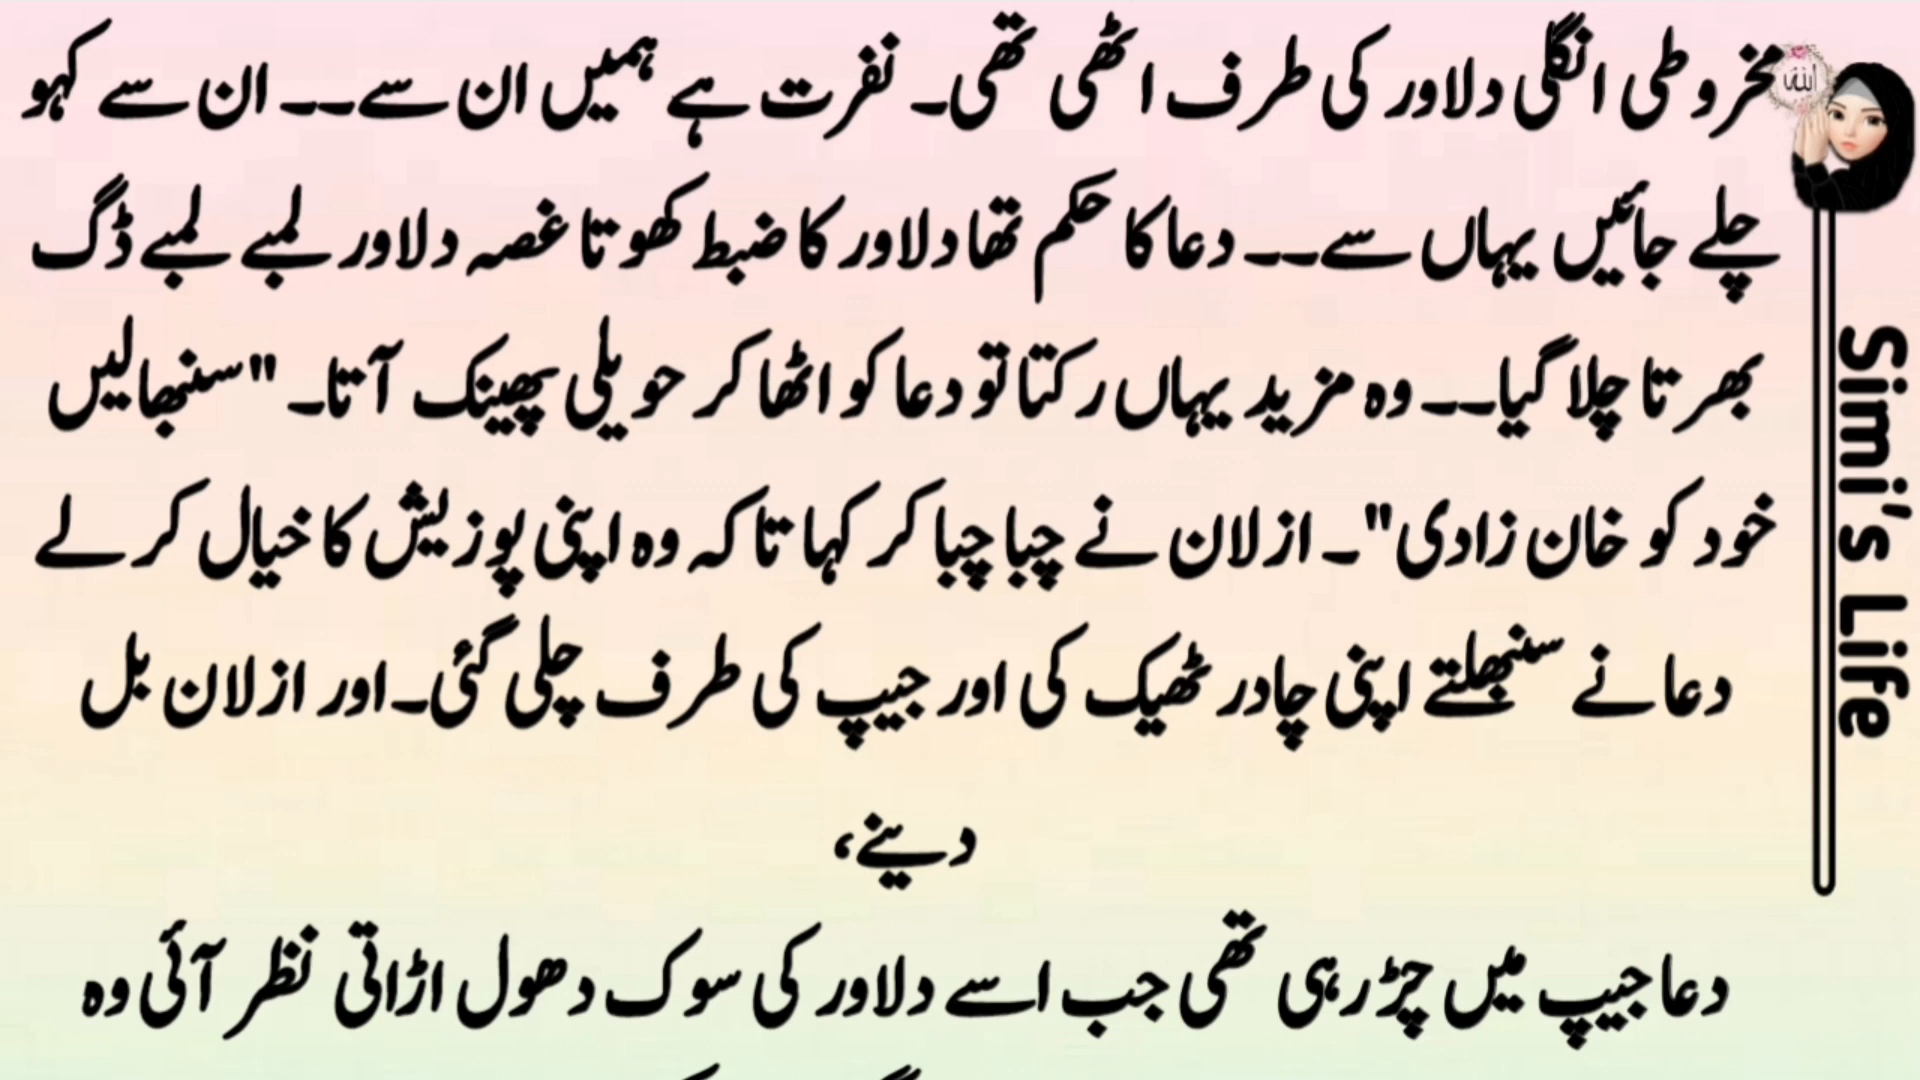 مخروطی انگلی دلاور کی طرف اٹھی تھی۔ نفرت ہے ہمیں ان سے۔۔ ان سے کہو
چلے جائیں یہاں سے۔۔ دعا کا حکم تھا دلاور کا ضبط کھوتا غصہ دلاور لمبے لمبے ڈگ
بھرتا چلا گیا۔۔ وہ مزید یہاں رکتا تو دعا کو اٹھا کر حویلی پھینک آتا۔ "سنبھالیں
خود کو خان زادی"۔ ازلان نے چبا چبا کر کہا تاکہ وہ اپنی پوزیش کا خیال کر لے
دعا نے سنبھلتے اپنی چادر ٹھیک کی اور جیپ کی طرف چلی گئی۔ اور ازلان بل
دینے،
دعا جیپ میں چڑ رہی تھی جب اسے دلاور کی سوک دھول اڑاتی نظر آئی وہ
الله
Simi's Life